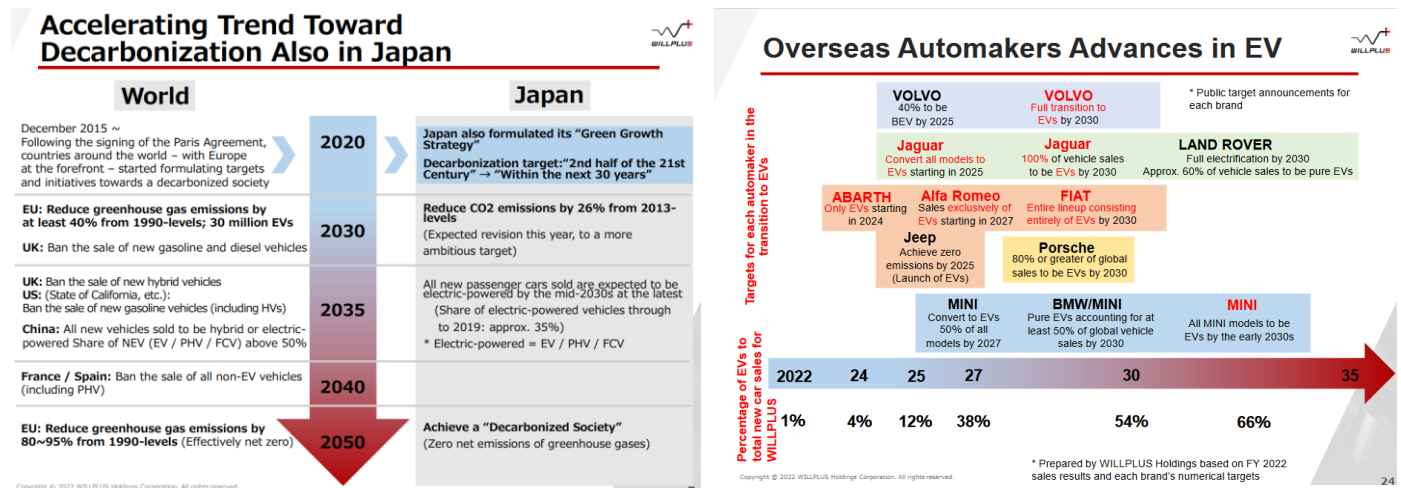 Accelerating Trend Toward
Decarbonization Also in Japan
WILLPLUS
World
Japan
December 2015 ~
Following the signing of the Paris Agreement,
countries around the world – with Europe
at the forefront – started formulating targets
and initiatives towards a decarbonized society
2020
Japan also formulated its "Green Growth
Strategy"
Decarbonization target:"2nd half of the 21st
Century" → "Within the next 30 years"
EU: Reduce greenhouse gas emissions by
at least 40% from 1990-levels; 30 million EVs
UK: Ban the sale of new gasoline and diesel vehicles
2030
Reduce CO2 emissions by 26% from 2013-
levels
(Expected revision this year, to a more
ambitious target)
UK: Ban the sale of new hybrid vehicles
US: (State of California, etc.):
Ban the sale of new gasoline vehicles (including HVs)
China: All new vehicles sold to be hybrid or electric-
powered Share of NEV (EV / PHV / FCV) above 50%
2035
All new passenger cars sold are expected to be
electric-powered by the mid-2030s at the latest
(Share of electric-powered vehicles through
to 2019: approx. 35%)
* Electric-powered = EV / PHV / FCV
France / Spain: Ban the sale of all non-EV vehicles
(including PHV)
2040
EU: Reduce greenhouse gas emissions by
80~95% from 1990-levels (Effectively net zero)
2050
Achieve a "Decarbonized Society"
(Zero net emissions of greenhouse gases)
Copyright © 2022 WILLPLUS Holdings Corporation. All rights reserved.
Overseas Automakers Advances in EV
WILLPLUS
Targets for each automaker in the
transition to EVs
VOLVO
40% to be
BEV by 2025
VOLVO
Full transition to
EVs by 2030
* Public target announcements for
each brand
Jaguar
Convert all models to
EVs starting in 2025
Jaguar
100% of vehicle sales
to be EVs by 2030
LAND ROVER
Full electrification by 2030
Approx. 60% of vehicle sales to be pure EVs
ABARTH
Only EVs starting
in 2024
Alfa Romeo
Sales exclusively of
EVs starting in 2027
FIAT
Entire lineup consisting
entirely of EVs by 2030
Jeep
Achieve zero
emissions by 2025
(Launch of EVs)
Porsche
80% or greater of global
sales to be EVs by 2030
MINI
Convert to EVs
50% of all
models by 2027
BMW/MINI
Pure EVs accounting for at
least 50% of global vehicle
sales by 2030
MINI
All MINI models to be
EVs by the early 2030s
2022 24 25 27 30 35
Percentage of EVs to
total new car sales for
WILLPLUS
1% 4% 12% 38% 54% 66%
* Prepared by WILLPLUS Holdings based on FY 2022
sales results and each brand's numerical targets
Copyright © 2022 WILLPLUS Holdings Corporation. All rights reserved.
24